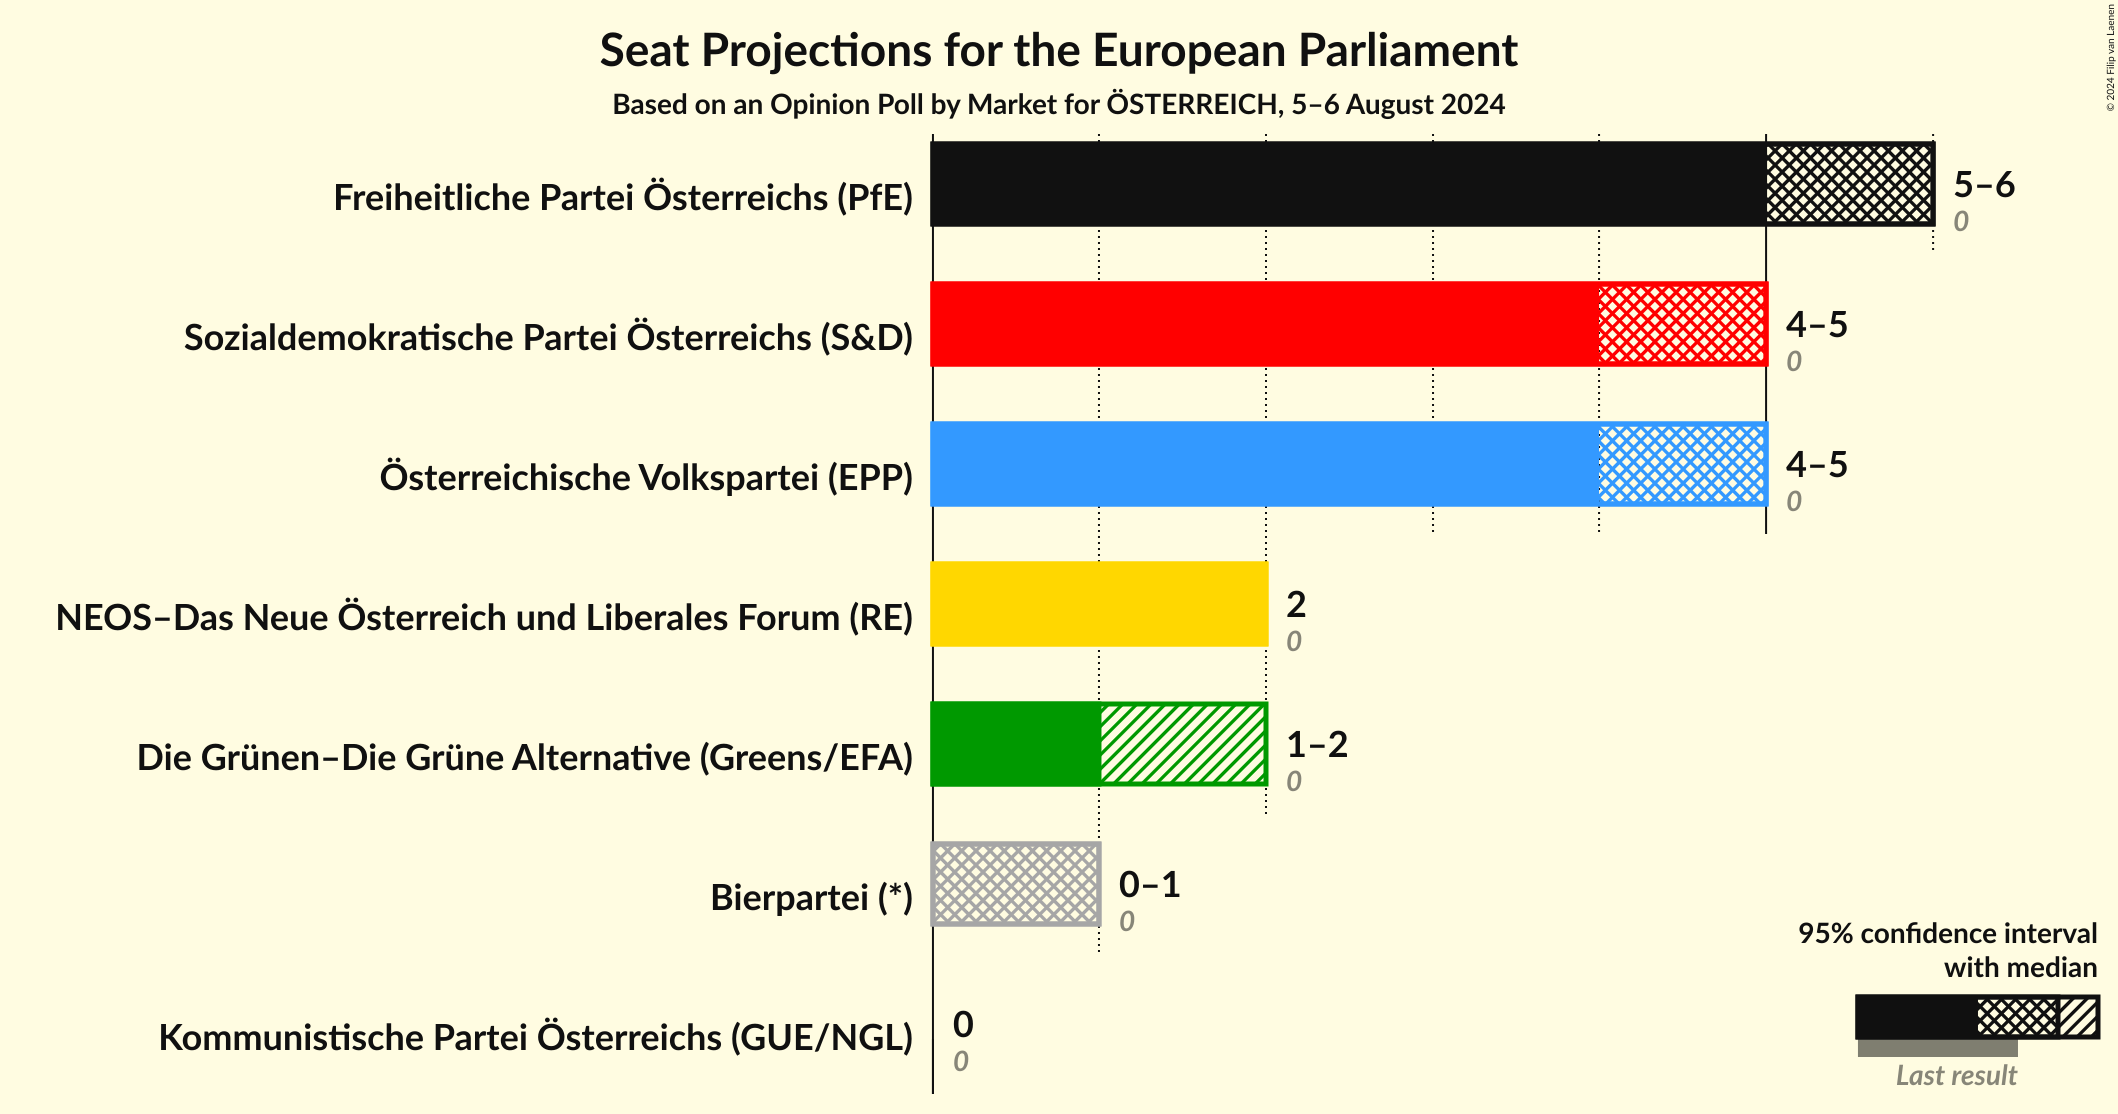 Seat Projections for the European Parliament
Based on an Opinion Poll by Market for ÖSTERREICH, 5–6 August 2024
© 2024 Filip van Laenen
Freiheitliche Partei Österreichs (PfE)
5–6
0
Sozialdemokratische Partei Österreichs (S&D)
4–5
0
Österreichische Volkspartei (EPP)
4–5
0
NEOS–Das Neue Österreich und Liberales Forum (RE)
2
0
Die Grünen–Die Grüne Alternative (Greens/EFA)
1–2
0
Bierpartei (*)
0–1
0
Kommunistische Partei Österreichs (GUE/NGL)
0
0
95% confidence interval
with median
Last result